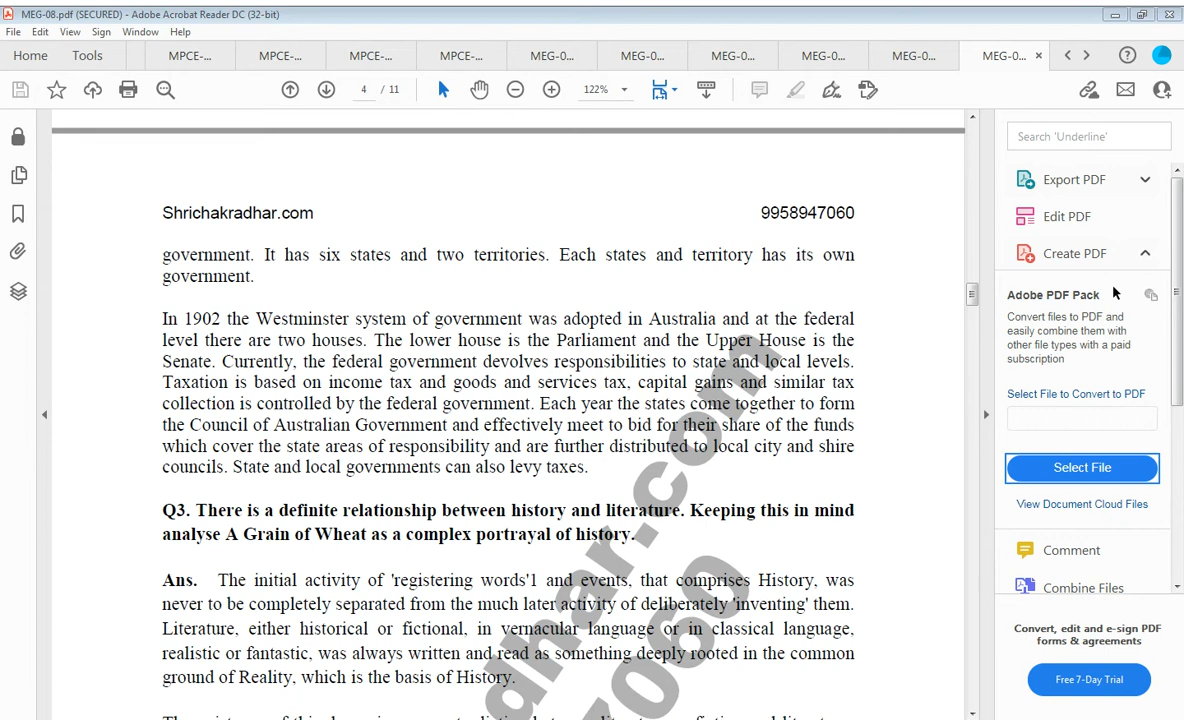 MEG-08.pdf (SECURED) - Adobe Acrobat Reader DC (32-bit)
File Edit View Sign Window Help
Home Tools MPCE-... MPCE-... MPCE-... MPCE-... MEG-0... MEG-0... MEG-0... MEG-0... MEG-0... MEG-0... ×
4 / 11 122%
Search 'Underline'
Export PDF
Edit PDF
Create PDF
Adobe PDF Pack
Convert files to PDF and
easily combine them with
other file types with a paid
subscription
Select File to Convert to PDF
Select File
View Document Cloud Files
Comment
Combine Files
Convert, edit and e-sign PDF
forms & agreements
Free 7-Day Trial
Shrichakradhar.com 9958947060
government. It has six states and two territories. Each states and territory has its own
government.
In 1902 the Westminster system of government was adopted in Australia and at the federal
level there are two houses. The lower house is the Parliament and the Upper House is the
Senate. Currently, the federal government devolves responsibilities to state and local levels.
Taxation is based on income tax and goods and services tax, capital gains and similar tax
collection is controlled by the federal government. Each year the states come together to form
the Council of Australian Government and effectively meet to bid for their share of the funds
which cover the state areas of responsibility and are further distributed to local city and shire
councils. State and local governments can also levy taxes.
Q3. There is a definite relationship between history and literature. Keeping this in mind
analyse A Grain of Wheat as a complex portrayal of history.
Ans. The initial activity of 'registering words'1 and events, that comprises History, was
never to be completely separated from the much later activity of deliberately 'inventing' them.
Literature, either historical or fictional, in vernacular language or in classical language,
realistic or fantastic, was always written and read as something deeply rooted in the common
ground of Reality, which is the basis of History.
dhar.com
7060